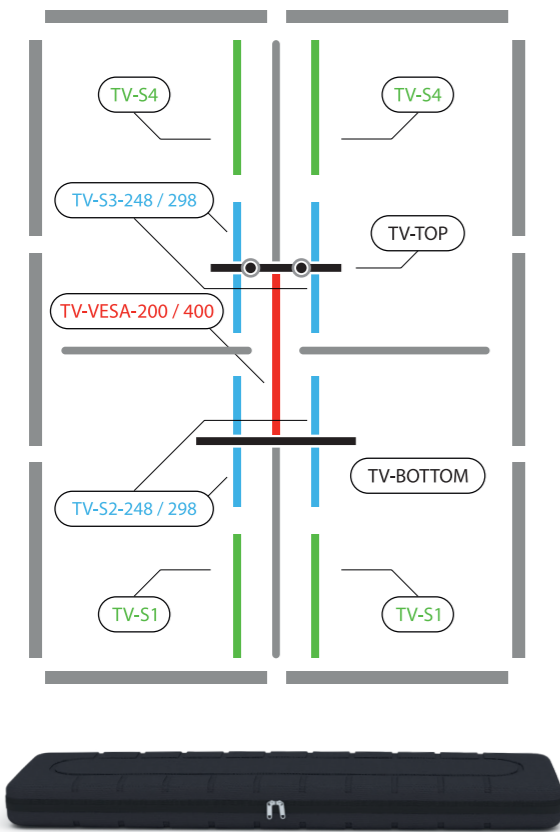 TV-S4
TV-S4
TV-S3-248 / 298
TV-TOP
TV-VESA-200 / 400
TV-BOTTOM
TV-S2-248 / 298
TV-S1
TV-S1